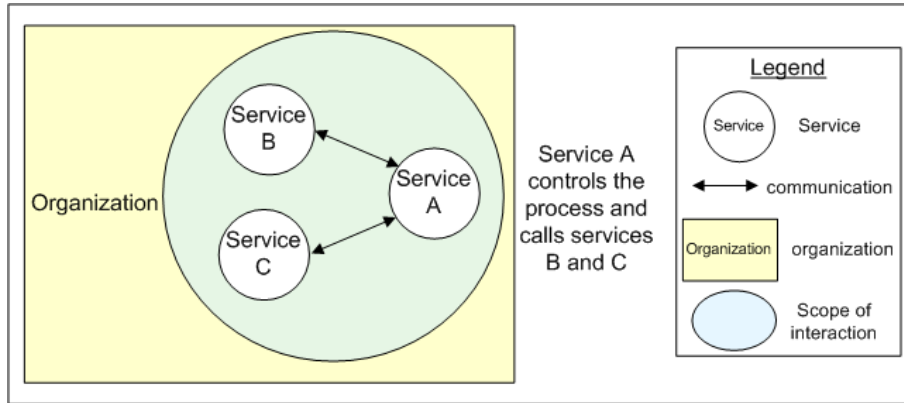 Organization
Service
B
Service
A
Service
C
Service A
controls the
process and
calls services
B and C
Legend
Service
Service
communication
Organization
organization
Scope of
interaction